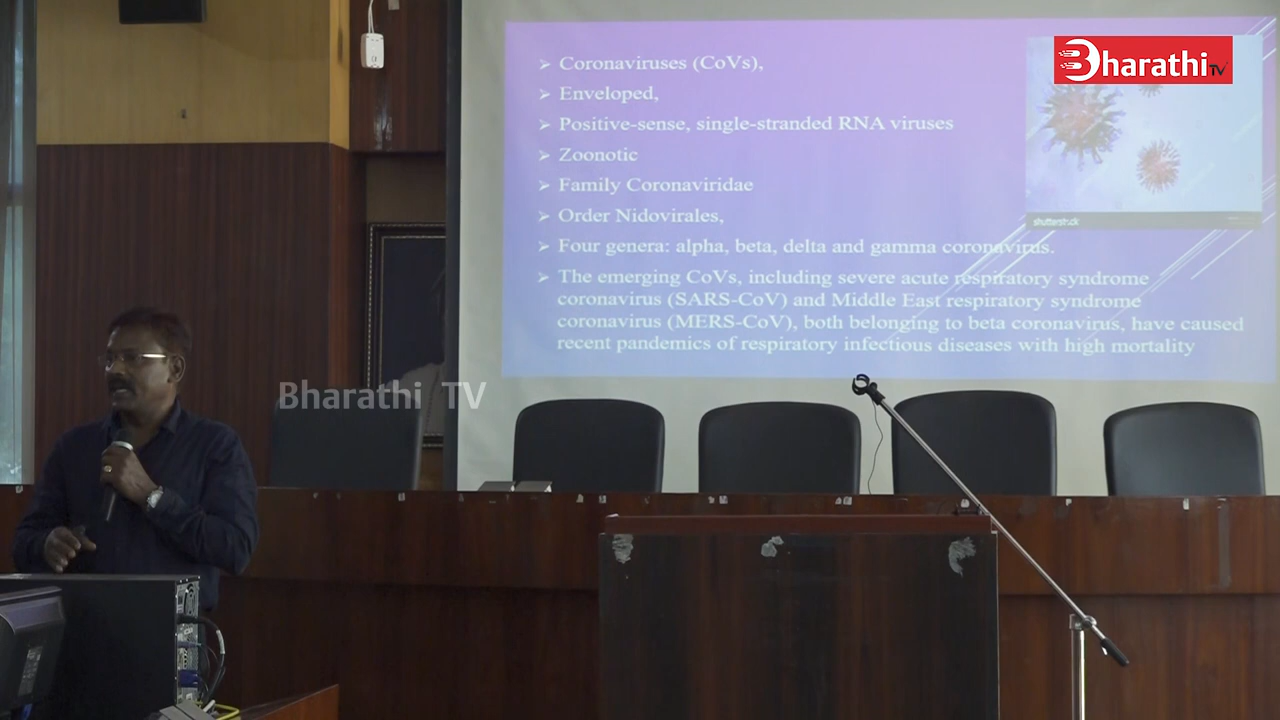 Bharathi TV
Coronaviruses (CoVs),
Enveloped,
Positive-sense, single-stranded RNA viruses
Zoonotic
Family Coronaviridae
Order Nidovirales,
Four genera: alpha, beta, delta and gamma coronavirus.
The emerging CoVs, including severe acute respiratory syndrome
coronavirus (SARS-CoV) and Middle East respiratory syndrome
coronavirus (MERS-CoV), both belonging to beta coronavirus, have caused
recent pandemics of respiratory infectious diseases with high mortality
shutterstock
Bharathi TV